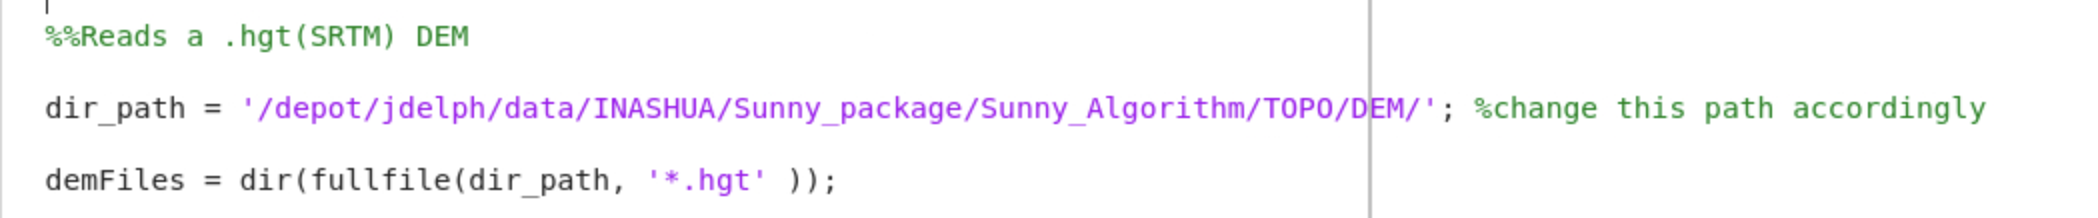 %%Reads a .hgt(SRTM) DEM
dir_path = '/depot/jdelph/data/INASHUA/Sunny_package/Sunny_Algorithm/TOPO/DEM/'; %change this path accordingly
demFiles = dir(fullfile(dir_path, '*.hgt' ));